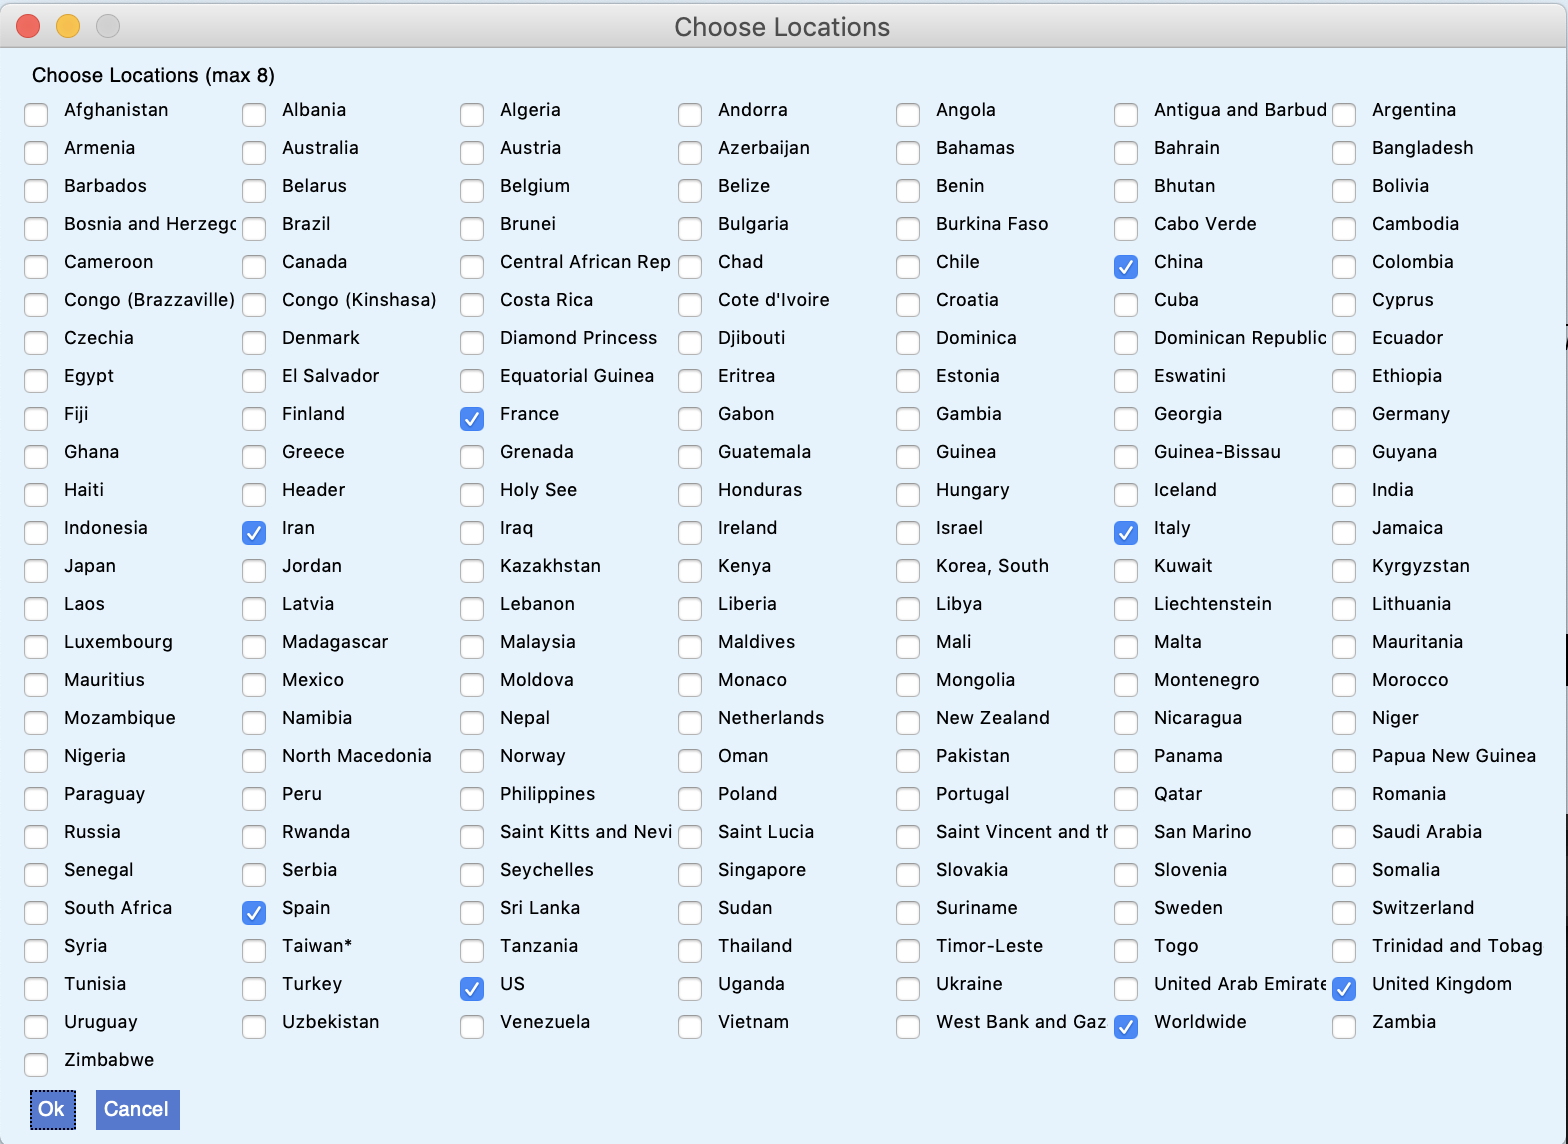 Choose Locations
Choose Locations (max 8)
Afghanistan Albania Algeria Andorra Angola Antigua and Barbud Argentina
Armenia Australia Austria Azerbaijan Bahamas Bahrain Bangladesh
Barbados Belarus Belgium Belize Benin Bhutan Bolivia
Bosnia and Herzego Brazil Brunei Bulgaria Burkina Faso Cabo Verde Cambodia
Cameroon Canada Central African Rep Chad Chile China Colombia
Congo (Brazzaville) Congo (Kinshasa) Costa Rica Cote d'Ivoire Croatia Cuba Cyprus
Czechia Denmark Diamond Princess Djibouti Dominica Dominican Republic Ecuador
Egypt El Salvador Equatorial Guinea Eritrea Estonia Eswatini Ethiopia
Fiji Finland France Gabon Gambia Georgia Germany
Ghana Greece Grenada Guatemala Guinea Guinea-Bissau Guyana
Haiti Header Holy See Honduras Hungary Iceland India
Indonesia Iran Iraq Ireland Israel Italy Jamaica
Japan Jordan Kazakhstan Kenya Korea, South Kuwait Kyrgyzstan
Laos Latvia Lebanon Liberia Libya Liechtenstein Lithuania
Luxembourg Madagascar Malaysia Maldives Mali Malta Mauritania
Mauritius Mexico Moldova Monaco Mongolia Montenegro Morocco
Mozambique Namibia Nepal Netherlands New Zealand Nicaragua Niger
Nigeria North Macedonia Norway Oman Pakistan Panama Papua New Guinea
Paraguay Peru Philippines Poland Portugal Qatar Romania
Russia Rwanda Saint Kitts and Nevi Saint Lucia Saint Vincent and th San Marino Saudi Arabia
Senegal Serbia Seychelles Singapore Slovakia Slovenia Somalia
South Africa Spain Sri Lanka Sudan Suriname Sweden Switzerland
Syria Taiwan* Tanzania Thailand Timor-Leste Togo Trinidad and Tobag
Tunisia Turkey US Uganda Ukraine United Arab Emirate United Kingdom
Uruguay Uzbekistan Venezuela Vietnam West Bank and Gaz Worldwide Zambia
Zimbabwe
Ok Cancel